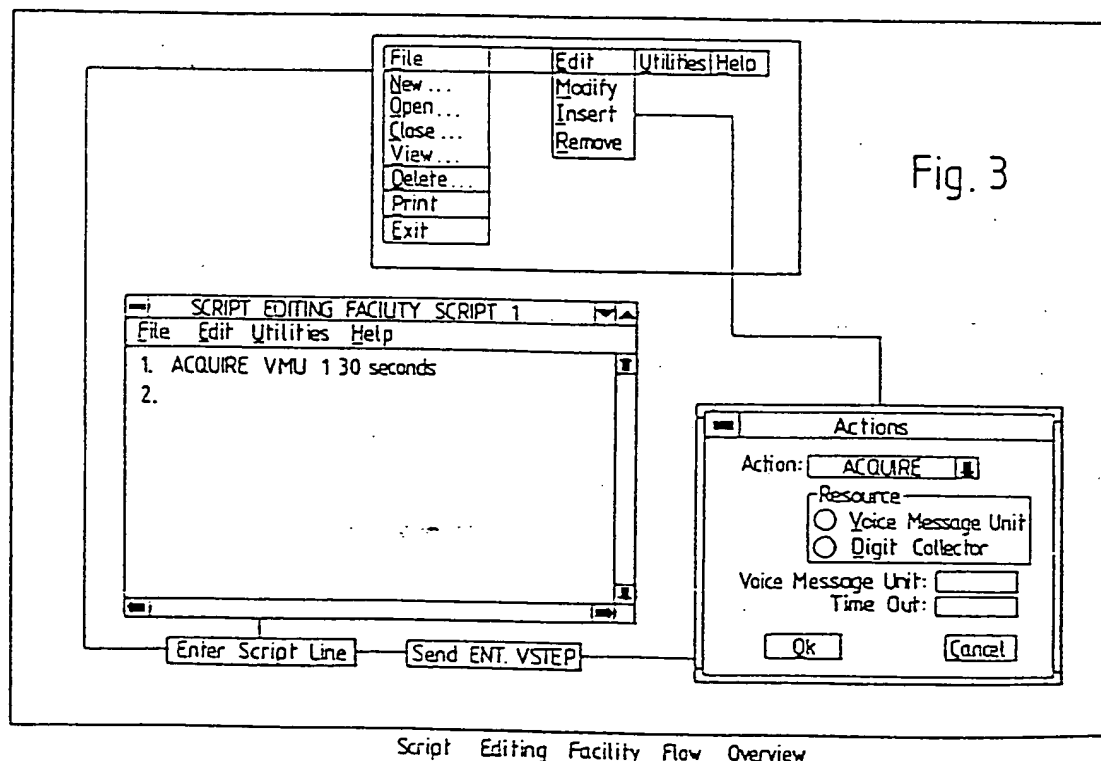 File Edit Utilities Help
New...
Open...
Close...
View...
Delete...
Print
Exit
Modify
Insert
Remove
Fig. 3
SCRIPT EDITING FACILITY SCRIPT 1
File Edit Utilities Help
1. ACQUIRE VMU 1 30 seconds
2.
Actions
Action: ACQUIRE
Resource
Voice Message Unit
Digit Collector
Voice Message Unit:
Time Out:
Ok Cancel
Enter Script Line
Send ENT. VSTEP
Script Editing Facility Flow Overview